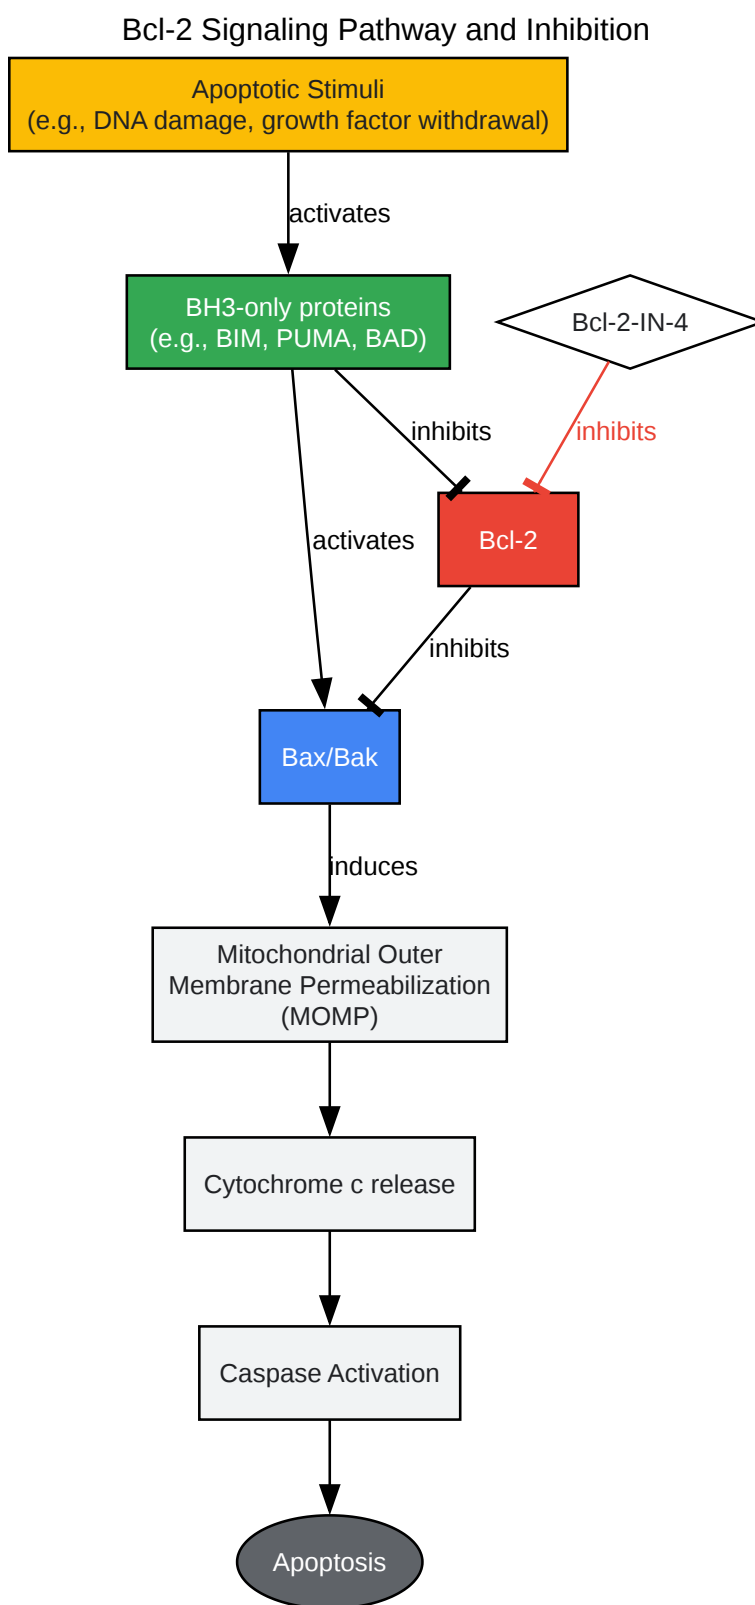 Bcl-2 Signaling Pathway and Inhibition
Apoptotic Stimuli
(e.g., DNA damage, growth factor withdrawal)
activates
BH3-only proteins
(e.g., BIM, PUMA, BAD)
Bcl-2-IN-4
inhibits
inhibits
activates
Bcl-2
inhibits
Bax/Bak
induces
Mitochondrial Outer
Membrane Permeabilization
(MOMP)
Cytochrome c release
Caspase Activation
Apoptosis